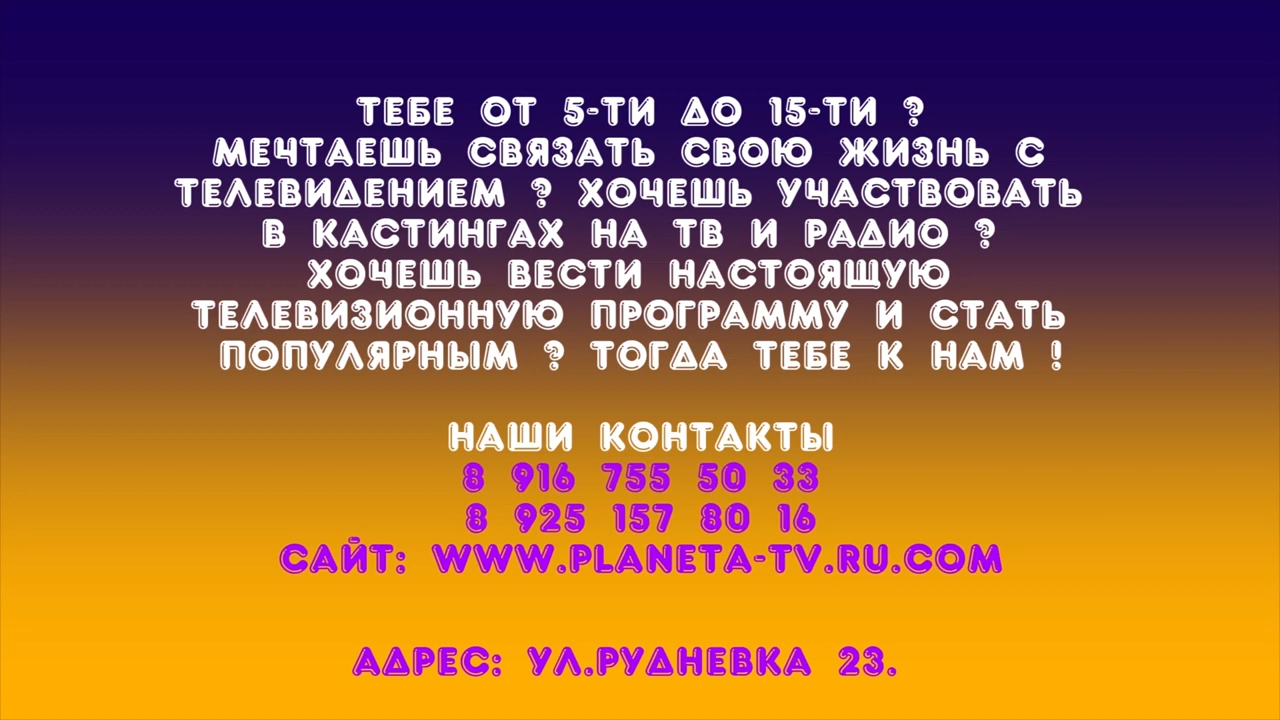 ТЕБЕ ОТ 5-ТИ ДО 15-ТИ ?
МЕЧТАЕШЬ СВЯЗАТЬ СВОЮ ЖИЗНЬ С
ТЕЛЕВИДЕНИЕМ ? ХОЧЕШЬ УЧАСТВОВАТЬ
В КАСТИНГАХ НА ТВ И РАДИО ?
ХОЧЕШЬ ВЕСТИ НАСТОЯЩУЮ
ТЕЛЕВИЗИОННУЮ ПРОГРАММУ И СТАТЬ
ПОПУЛЯРНЫМ ? ТОГДА ТЕБЕ К НАМ !
НАШИ КОНТАКТЫ
8 916 755 50 33
8 925 157 80 16
САЙТ: WWW.PLANETA-TV.RU.COM
АДРЕС: УЛ.РУДНЕВКА 23.